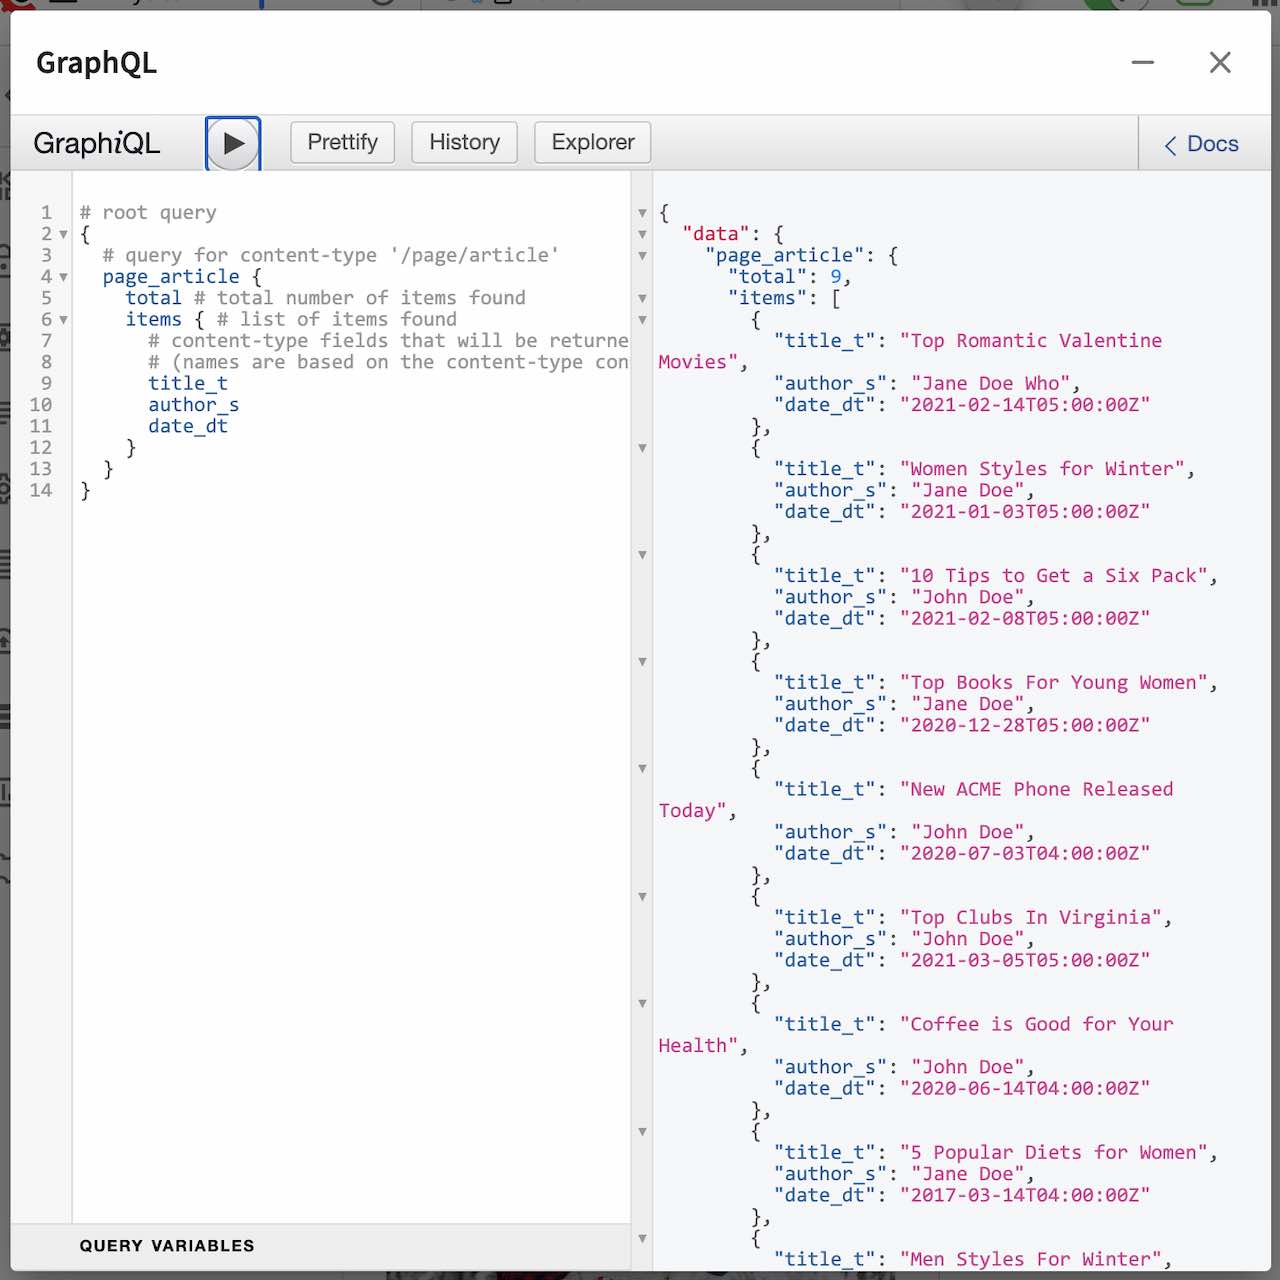 GraphQL
GraphiQL
Prettify
History
Explorer
Docs
1 # root query
2 {
3 # query for content-type '/page/article'
4 page_article {
5 total # total number of items found
6 items { # list of items found
7 # content-type fields that will be returne
8 # (names are based on the content-type con
9 title_t
10 author_s
11 date_dt
12 }
13 }
14 }
QUERY VARIABLES
{
"data": {
"page_article": {
"total": 9,
"items": [
{
"title_t": "Top Romantic Valentine
Movies",
"author_s": "Jane Doe Who",
"date_dt": "2021-02-14T05:00:00Z"
},
{
"title_t": "Women Styles for Winter",
"author_s": "Jane Doe",
"date_dt": "2021-01-03T05:00:00Z"
},
{
"title_t": "10 Tips to Get a Six Pack",
"author_s": "John Doe",
"date_dt": "2021-02-08T05:00:00Z"
},
{
"title_t": "Top Books For Young Women",
"author_s": "Jane Doe",
"date_dt": "2020-12-28T05:00:00Z"
},
{
"title_t": "New ACME Phone Released
Today",
"author_s": "John Doe",
"date_dt": "2020-07-03T04:00:00Z"
},
{
"title_t": "Top Clubs In Virginia",
"author_s": "John Doe",
"date_dt": "2021-03-05T05:00:00Z"
},
{
"title_t": "Coffee is Good for Your
Health",
"author_s": "John Doe",
"date_dt": "2020-06-14T04:00:00Z"
},
{
"title_t": "5 Popular Diets for Women",
"author_s": "Jane Doe",
"date_dt": "2017-03-14T04:00:00Z"
},
{
"title_t": "Men Styles For Winter",